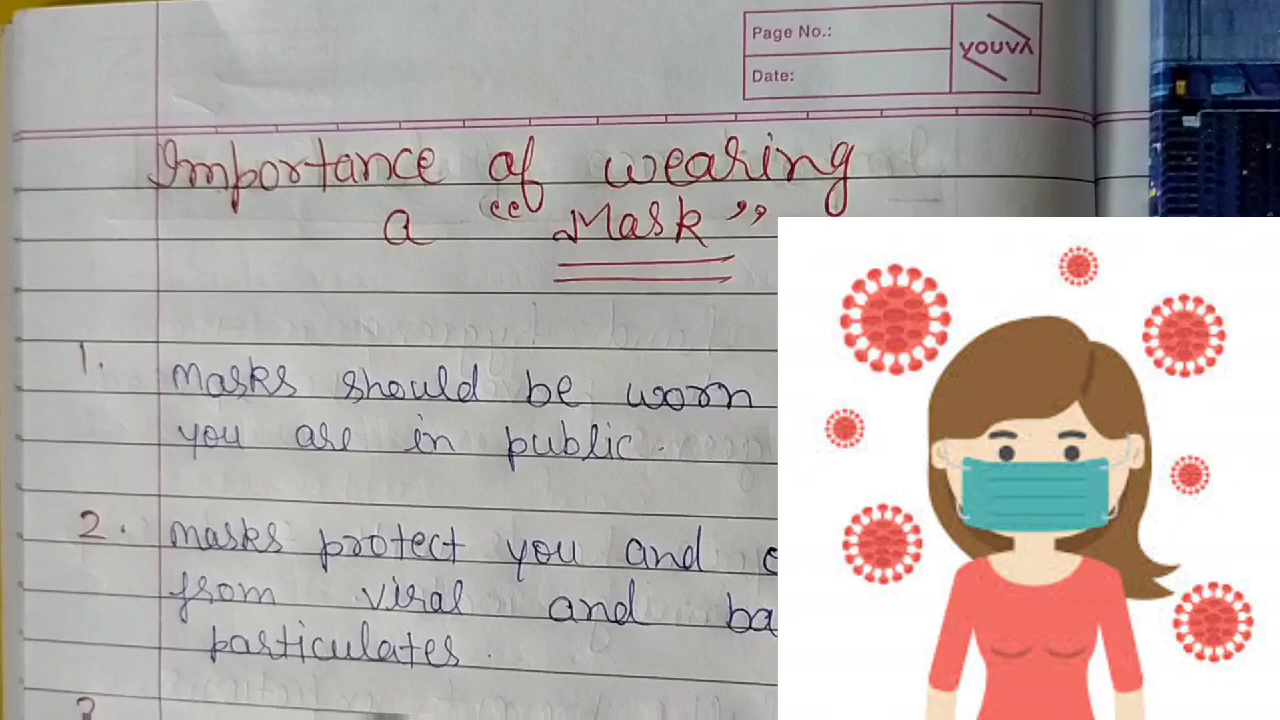 Page No.:
Date:
YOUVA
Importance of wearing
a "Mask"
1. Masks should be worn
you are in public.
2. Masks protect you and
from viral and
particulates.
3